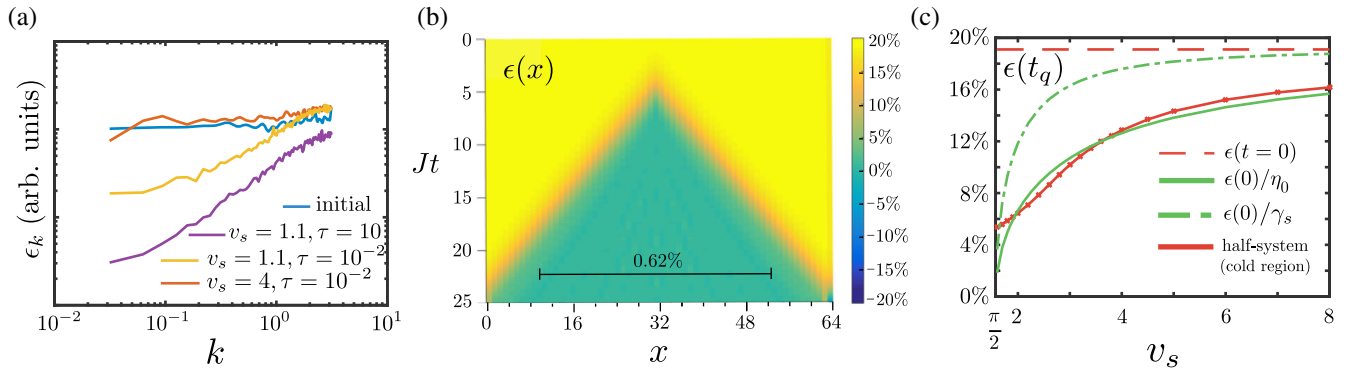 (a)
ϵ_k (arb. units)
initial
v_s = 1.1, τ = 10
v_s = 1.1, τ = 10^{-2}
v_s = 4, τ = 10^{-2}
10^{-2}
10^{-1}
10^0
10^1
k
(b)
ϵ(x)
0
5
10
15
20
25
Jt
0.62%
0
16
32
48
64
x
20%
15%
10%
5%
0%
-5%
-10%
-15%
-20%
(c)
ϵ(t_q)
20%
16%
12%
8%
4%
0%
ϵ(t = 0)
ϵ(0)/η_0
ϵ(0)/γ_s
half-system
(cold region)
π/2
2
4
6
8
v_s